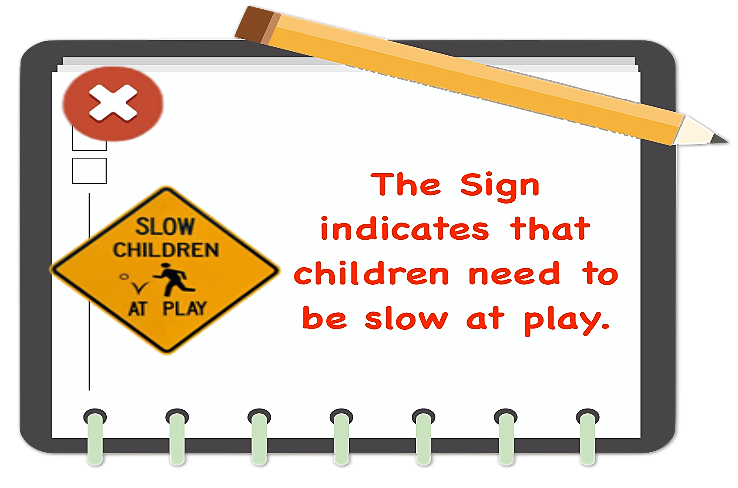 SLOW
CHILDREN
AT PLAY
The Sign
indicates that
children need to
be slow at play.